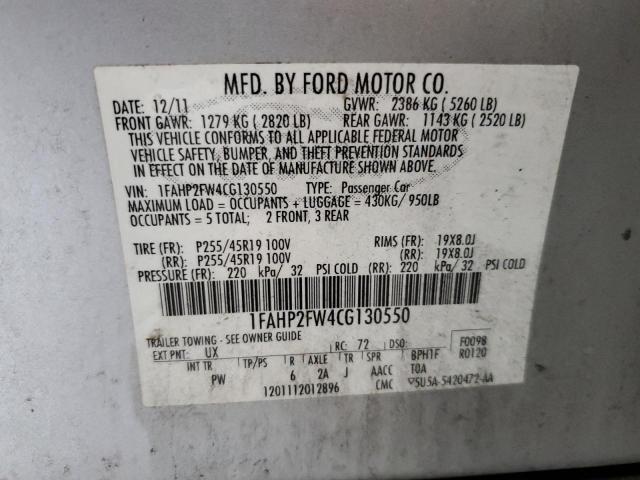 MFD. BY FORD MOTOR CO.
DATE: 12/11 GVWR: 2386 KG ( 5260 LB)
FRONT GAWR: 1279 KG ( 2820 LB) REAR GAWR: 1143 KG ( 2520 LB)
THIS VEHICLE CONFORMS TO ALL APPLICABLE FEDERAL MOTOR
VEHICLE SAFETY, BUMPER, AND THEFT PREVENTION STANDARDS
IN EFFECT ON THE DATE OF MANUFACTURE SHOWN ABOVE.
VIN: 1FAHP2FW4CG130550 TYPE: Passenger Car
MAXIMUM LOAD = OCCUPANTS + LUGGAGE = 430KG/ 950LB
OCCUPANTS = 5 TOTAL; 2 FRONT, 3 REAR
TIRE (FR): P255/45R19 100V RIMS (FR): 19X8.0J
(RR): P255/45R19 100V (RR): 19X8.0J
PRESSURE (FR): 220 kPa/ 32 PSI COLD (RR): 220 kPa/ 32 PSI COLD
1FAHP2FW4CG130550
TRAILER TOWING - SEE OWNER GUIDE F0098
EXT PNT: UX RC: 72 DSO: R0120
INT TR TP/PS R AXLE TR SPR BPH1F
PW 6 2A J AACC TOA
1201112012896 CMC 5U5A-5420472-AA